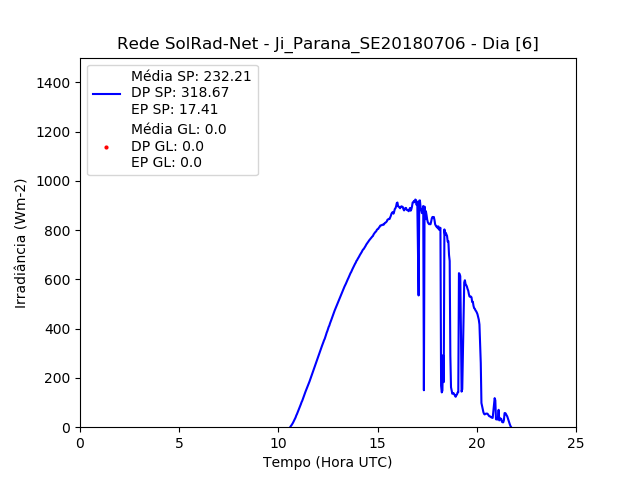 Rede SolRad-Net - Ji_Parana_SE20180706 - Dia [6]
Média SP: 232.21
DP SP: 318.67
EP SP: 17.41
Média GL: 0.0
DP GL: 0.0
EP GL: 0.0
Irradiância (Wm-2)
1400
1200
1000
800
600
400
200
0
0 5 10 15 20 25
Tempo (Hora UTC)